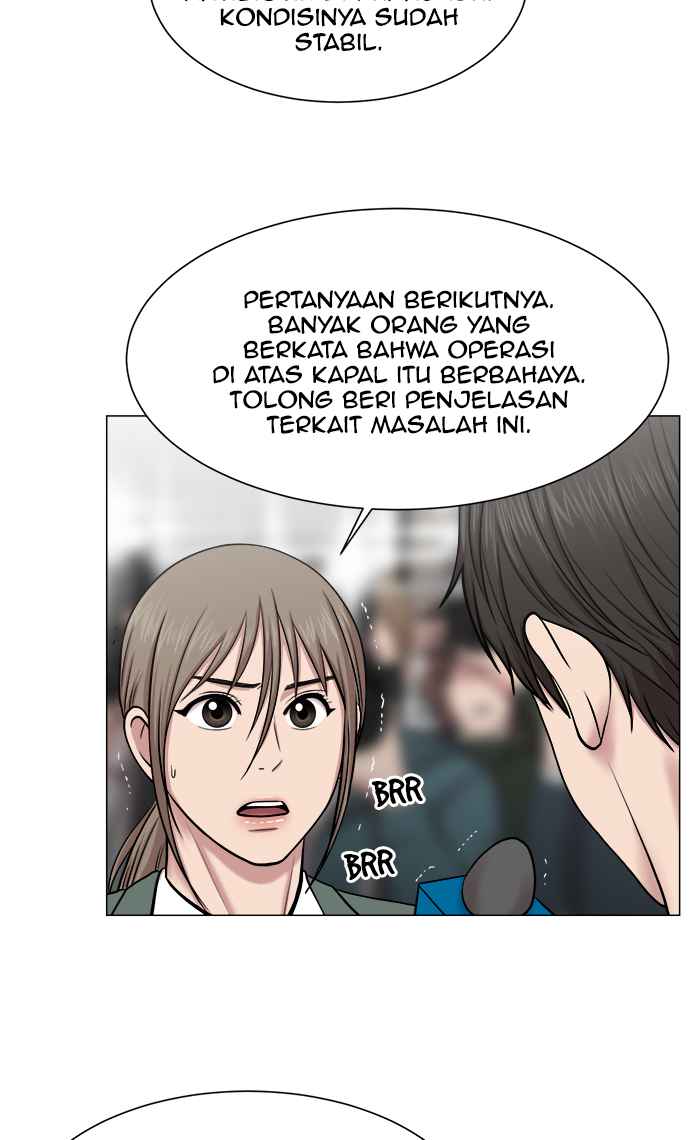 KONDISINYA SUDAH
STABIL.
PERTANYAAN BERIKUTNYA.
BANYAK ORANG YANG
BERKATA BAHWA OPERASI
DI ATAS KAPAL ITU BERBAHAYA.
TOLONG BERI PENJELASAN
TERKAIT MASALAH INI.
BRR
BRR